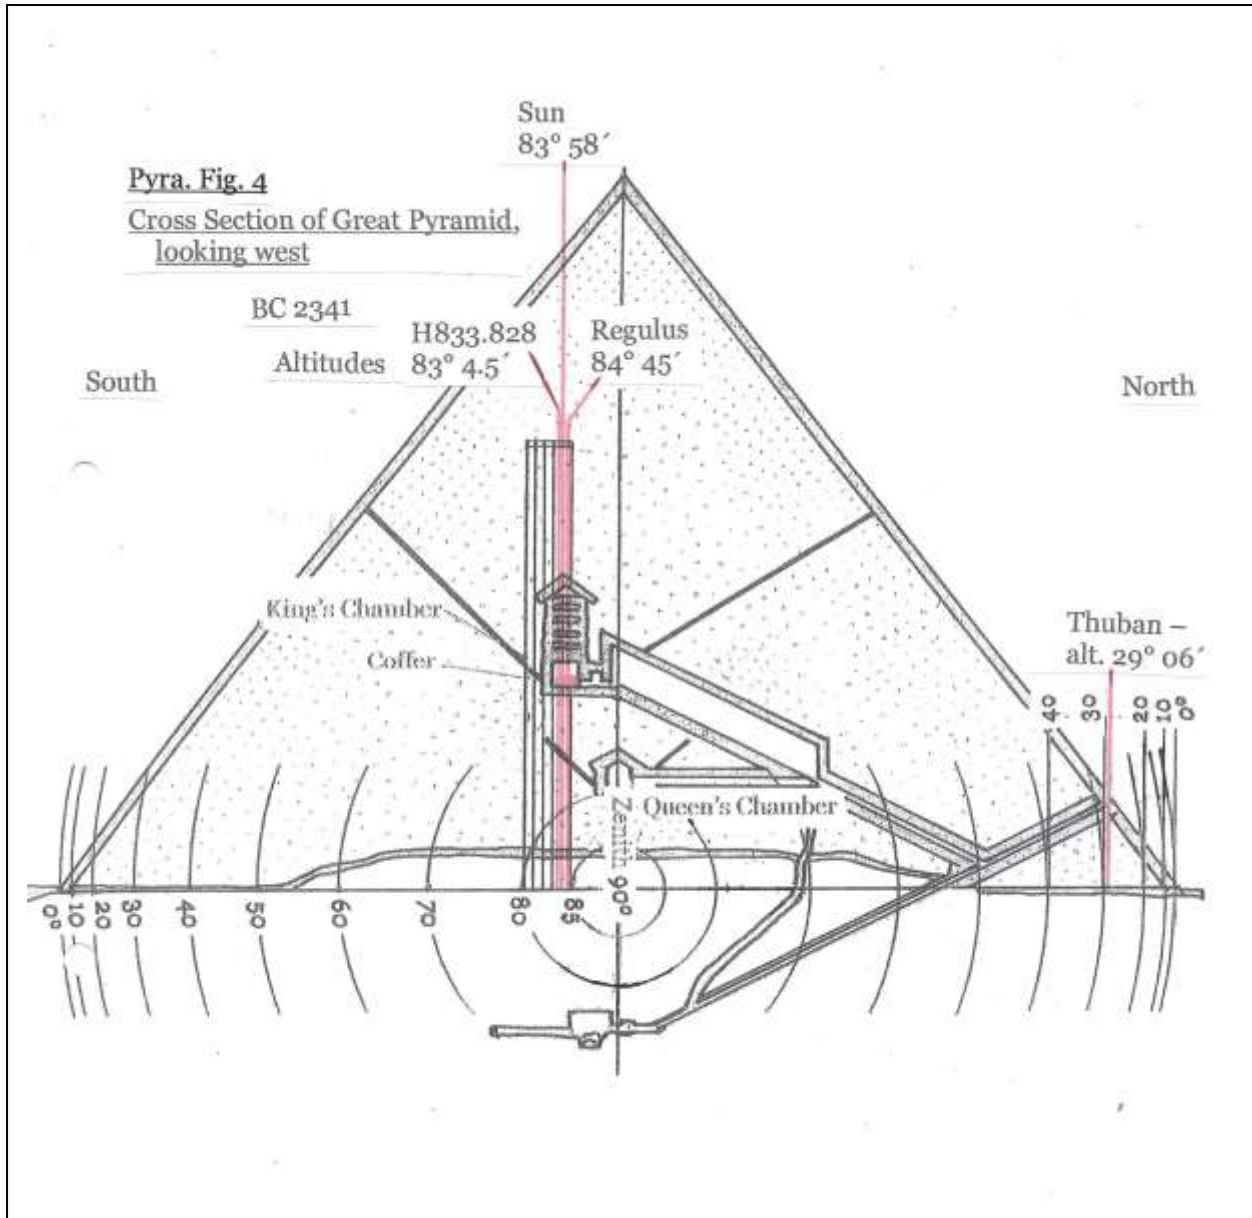 Sun
83° 58´
Pyra. Fig. 4
Cross Section of Great Pyramid,
looking west
BC 2341
H833.828
Regulus
Altitudes
83° 4.5´
84° 45´
South
North
King's Chamber
Coffer
Thuban –
alt. 29° 06´
40
30
20
10
0°
Queen's Chamber
Zenith 90°
0°
10
20
30
40
50
60
70
80
85